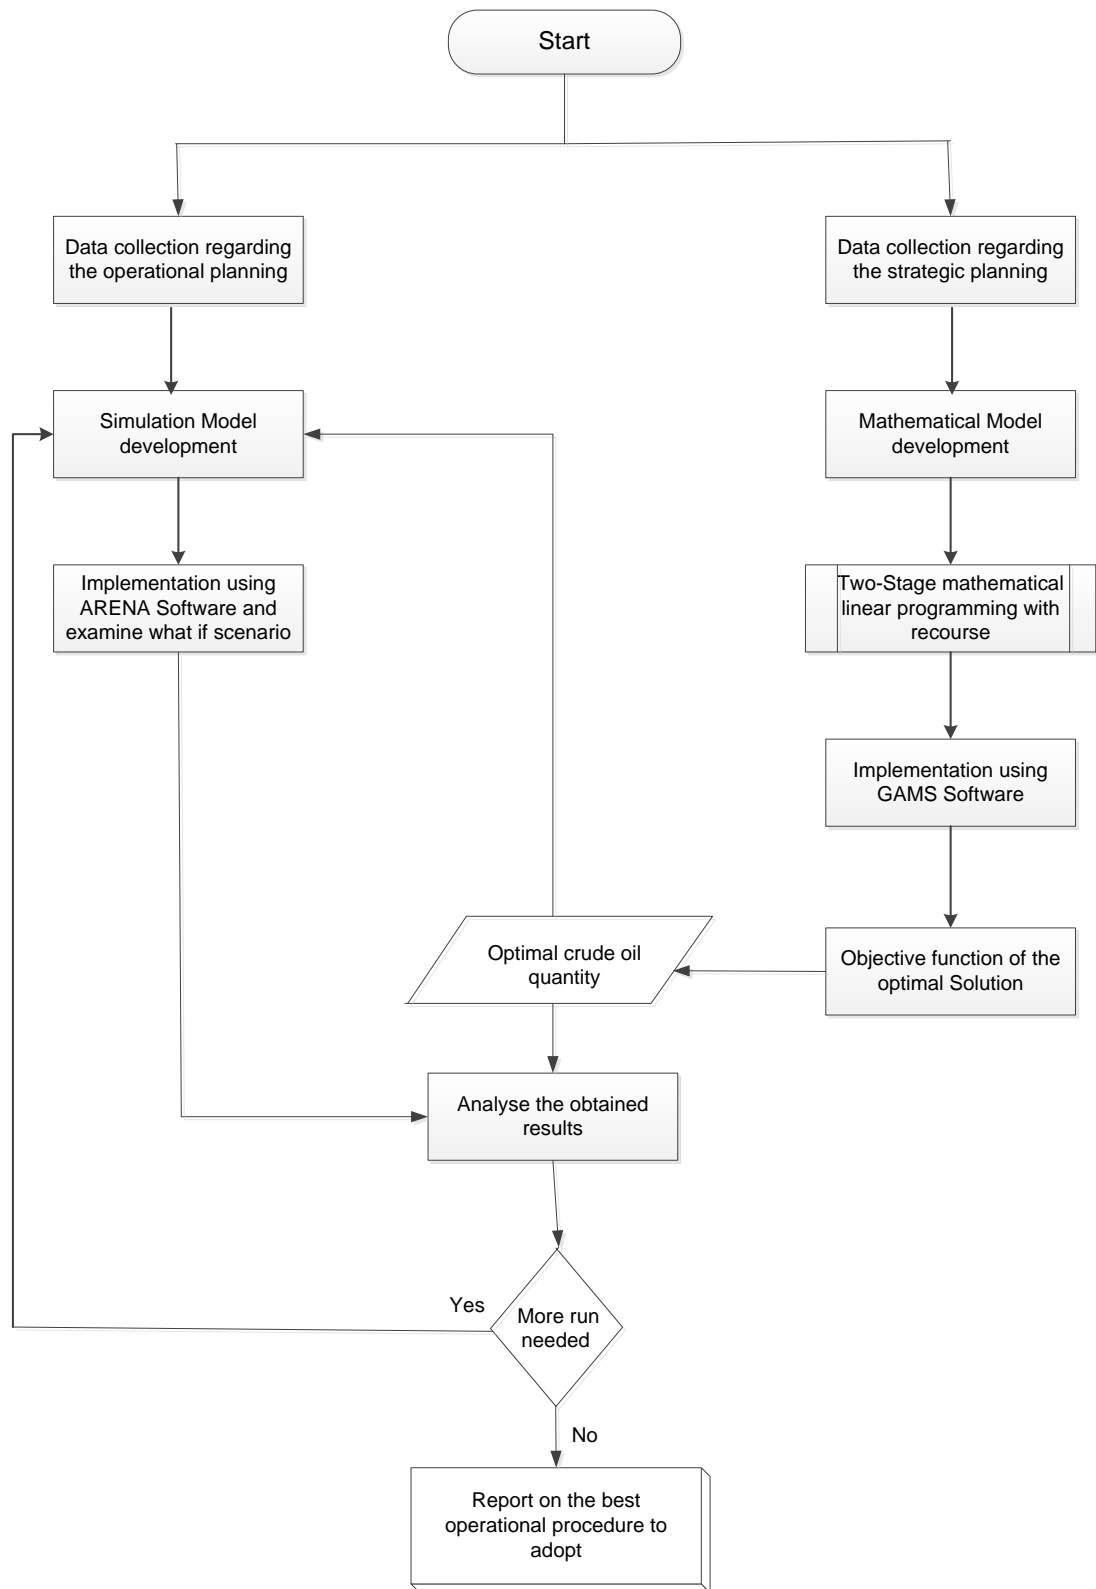 Start
Data collection regarding
the operational planning
Data collection regarding
the strategic planning
Simulation Model
development
Mathematical Model
development
Implementation using
ARENA Software and
examine what if scenario
Two-Stage mathematical
linear programming with
recourse
Implementation using
GAMS Software
Optimal crude oil
quantity
Objective function of the
optimal Solution
Analyse the obtained
results
Yes
More run
needed
No
Report on the best
operational procedure to
adopt